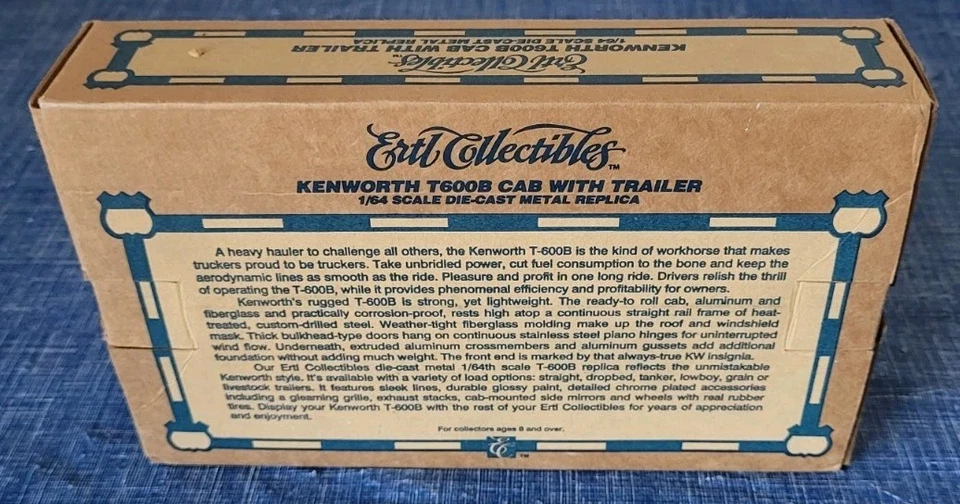 Ertl Collectibles™
KENWORTH T600B CAB WITH TRAILER
1/64 SCALE DIE-CAST METAL REPLICA
Ertl Collectibles™
KENWORTH T600B CAB WITH TRAILER
1/64 SCALE DIE-CAST METAL REPLICA
A heavy hauler to challenge all others, the Kenworth T-600B is the kind of workhorse that makes
truckers proud to be truckers. Take unbridled power, cut fuel consumption to the bone and keep the
aerodynamic lines as smooth as the ride. Pleasure and profit in one long ride. Drivers relish the thrill
of operating the T-600B, while it provides phenomenal efficiency and profitability for owners.
Kenworth's rugged T-600B is strong, yet lightweight. The ready-to roll cab, aluminum and
fiberglass and practically corrosion-proof, rests high atop a continuous straight rail frame of heat-
treated, custom-drilled steel. Weather-tight fiberglass molding make up the roof and windshield
mask. Thick bulkhead-type doors hang on continuous stainless steel piano hinges for uninterrupted
wind flow. Underneath, extruded aluminum crossmembers and aluminum gussets add additional
foundation without adding much weight. The front end is marked by that always-true KW insignia.
Our Ertl Collectibles die-cast metal 1/64th scale T-600B replica reflects the unmistakable
Kenworth style. It's available with a variety of load options: straight, dropped, tanker, lowboy, grain or
livestock trailers. It features sleek lines, durable glossy paint, detailed chrome plated accessories
including a gleaming grille, exhaust stacks, cab-mounted side mirrors and wheels with real rubber
tires. Display your Kenworth T-600B with the rest of your Ertl Collectibles for years of appreciation
and enjoyment.
For collectors ages 8 and over.
E™